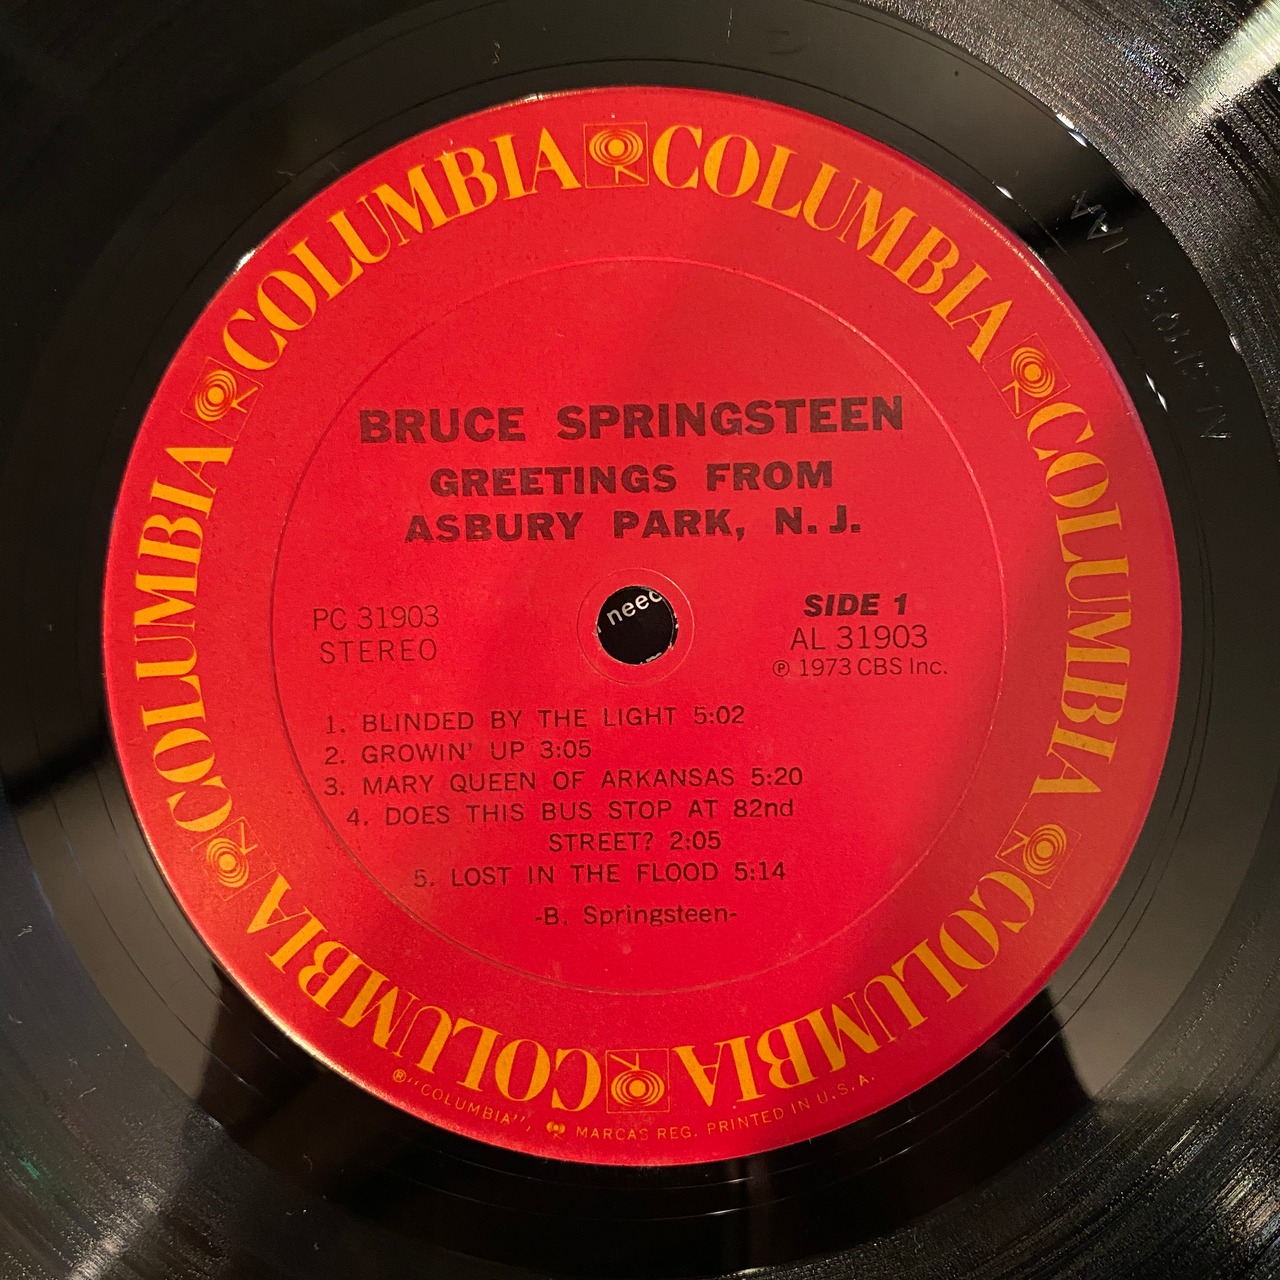 COLUMBIA COLUMBIA COLUMBIA COLUMBIA COLUMBIA COLUMBIA COLUMBIA
BRUCE SPRINGSTEEN
GREETINGS FROM
ASBURY PARK, N.J.
PC 31903
STEREO
need
SIDE 1
AL 31903
℗ 1973 CBS Inc.
1. BLINDED BY THE LIGHT 5:02
2. GROWIN' UP 3:05
3. MARY QUEEN OF ARKANSAS 5:20
4. DOES THIS BUS STOP AT 82nd
STREET? 2:05
5. LOST IN THE FLOOD 5:14
-B. Springsteen-
® "COLUMBIA", MARCAS REG. PRINTED IN U.S.A.